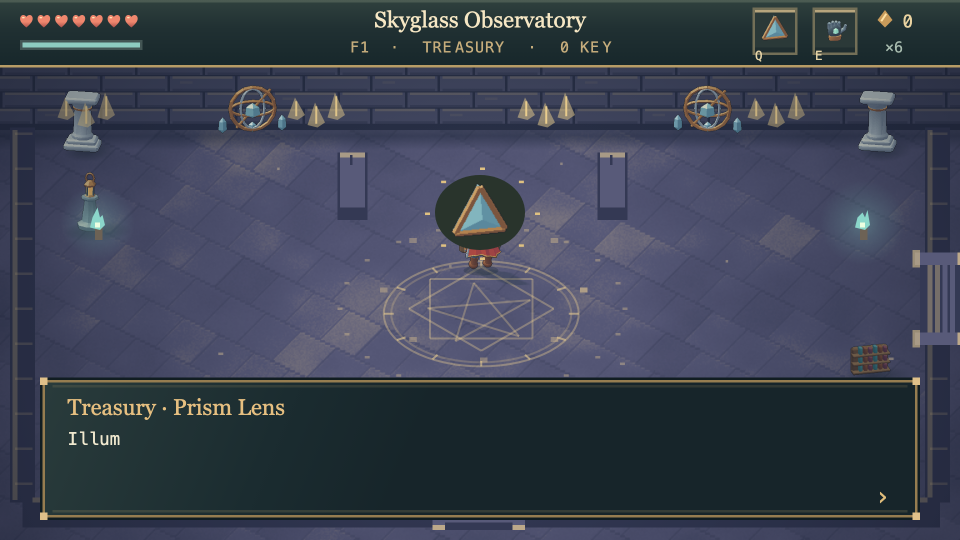 Skyglass Observatory
F1 · TREASURY · 0 KEY
Q
E
0
×6
Treasury · Prism Lens
Illum